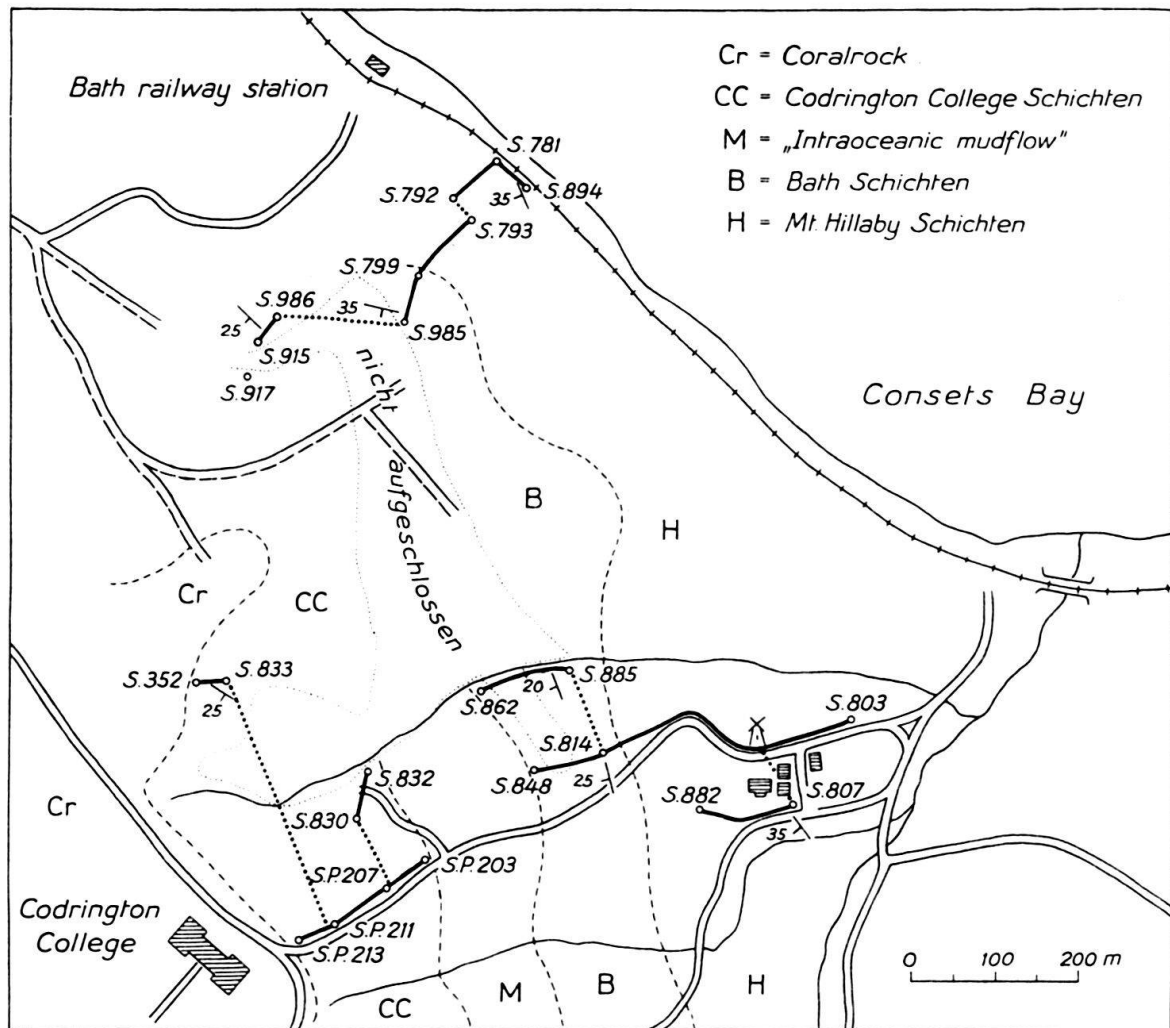 Bath railway station
Cr = Coralrock
CC = Codrington College Schichten
M = „Intraoceanic mudflow"
B = Bath Schichten
H = Mt. Hillaby Schichten
S.781
S.792
35
S.894
S.793
S.799
S.986
35
25
S.985
S.915
S.917
nicht
aufgeschlossen
Consets Bay
B
H
Cr
CC
S.352
S.833
25
S.885
20
S.862
S.803
S.814
S.848
25
S.832
S.882
S.807
35
S.830
Cr
S.P.203
S.P.207
S.P.211
S.P.213
Codrington
College
CC
M
B
H
0 100 200 m